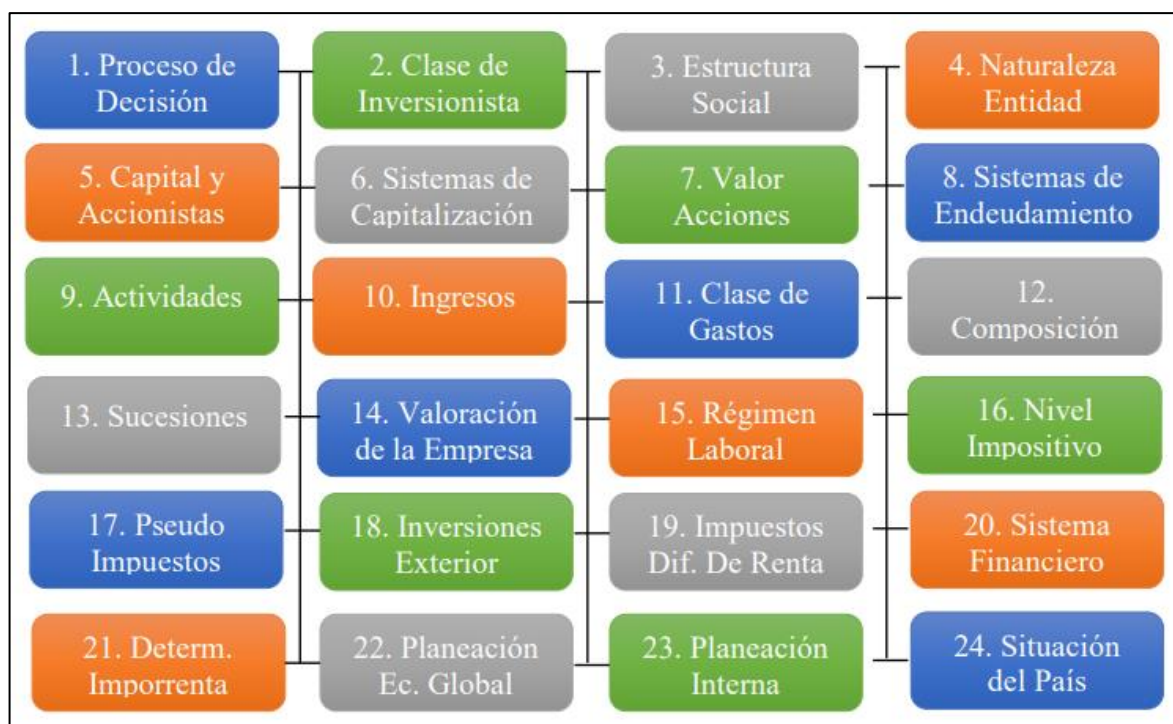 1. Proceso de
Decisión
2. Clase de
Inversionista
3. Estructura
Social
4. Naturaleza
Entidad
5. Capital y
Accionistas
6. Sistemas de
Capitalización
7. Valor
Acciones
8. Sistemas de
Endeudamiento
9. Actividades
10. Ingresos
11. Clase de
Gastos
12.
Composición
13. Sucesiones
14. Valoración
de la Empresa
15. Régimen
Laboral
16. Nivel
Impositivo
17. Pseudo
Impuestos
18. Inversiones
Exterior
19. Impuestos
Dif. De Renta
20. Sistema
Financiero
21. Determ.
Imporrenta
22. Planeación
Ec. Global
23. Planeación
Interna
24. Situación
del País